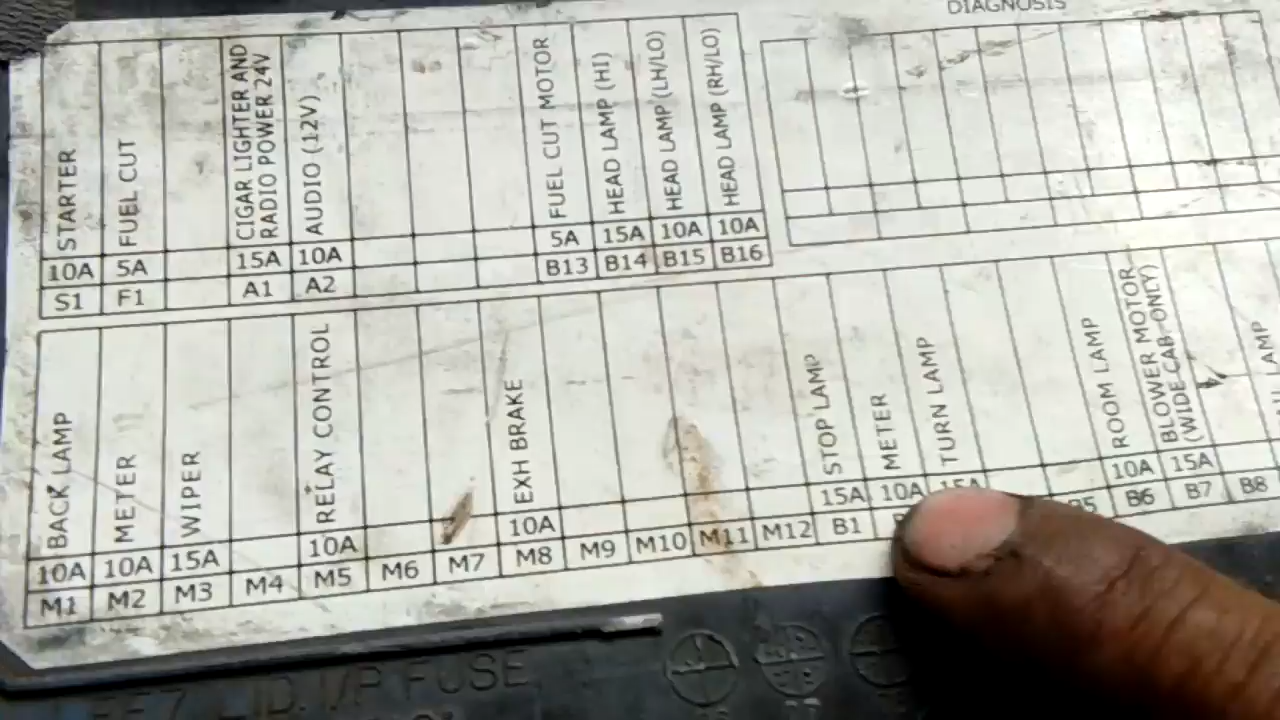 DIAGNOSIS
STARTER
FUEL CUT
CIGAR LIGHTER AND
RADIO POWER 24V
AUDIO (12V)
FUEL CUT MOTOR
HEAD LAMP (HI)
HEAD LAMP (LH/LO)
HEAD LAMP (RH/LO)
10A 5A 15A 10A 5A 15A 10A 10A
S1 F1 A1 A2 B13 B14 B15 B16
BACK LAMP
METER
WIPER
RELAY CONTROL
EXH BRAKE
STOP LAMP
METER
TURN LAMP
ROOM LAMP
BLOWER MOTOR
(WIDE CAB ONLY)
LAMP
10A 10A 15A 10A 10A 15A 10A 15A 10A 15A
M1 M2 M3 M4 M5 M6 M7 M8 M9 M10 M11 M12 B1 B6 B7 B8
I/P FUSE